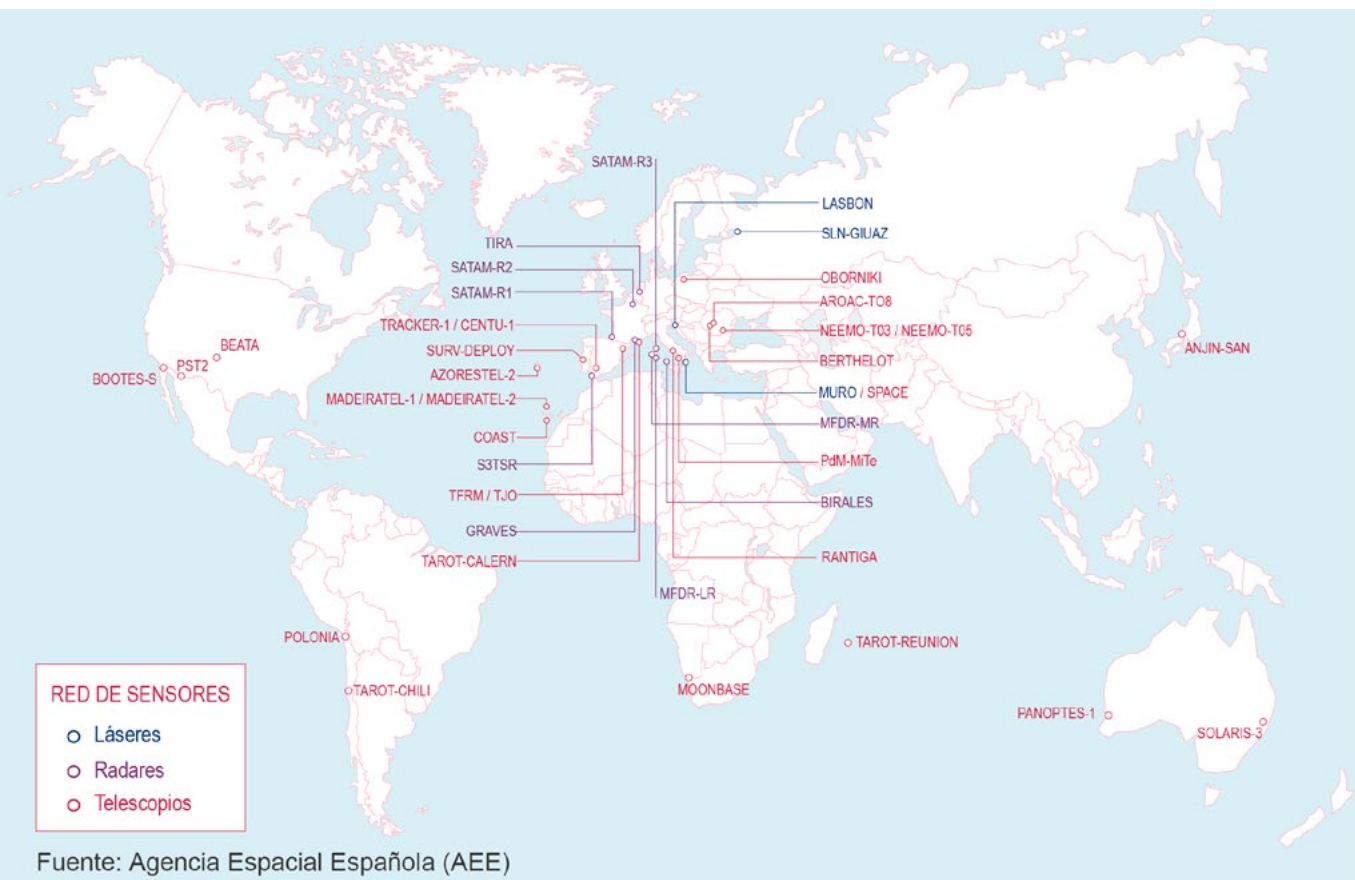 SATAM-R3
LASBON
SLN-GIUAZ
TIRA
SATAM-R2
OBORNIKI
SATAM-R1
AROAC-TO8
TRACKER-1 / CENTU-1
NEEMO-T03 / NEEMO-T05
BEATA
SURV-DEPLOY
ANJIN-SAN
PST2
BERTHELOT
BOOTES-S
AZORESTEL-2
MURO / SPACE
MADEIRATEL-1 / MADEIRATEL-2
MFDR-MR
COAST
PdM-MiTe
S3TSR
TFRM / TJO
BIRALES
GRAVES
RANTIGA
TAROT-CALERN
MFDR-LR
POLONIA
TAROT-REUNION
TAROT-CHILI
MOONBASE
PANOPTES-1
SOLARIS-3
RED DE SENSORES
Láseres
Radares
Telescopios
Fuente: Agencia Espacial Española (AEE)